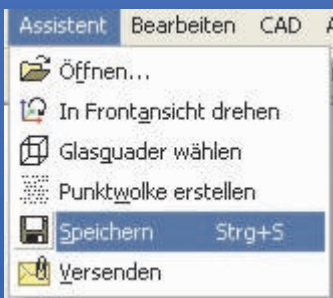 Assistent Bearbeiten CAD
Öffnen...
In Frontansicht drehen
Glasquader wählen
Punktwolke erstellen
Speichern Strg+S
Versenden